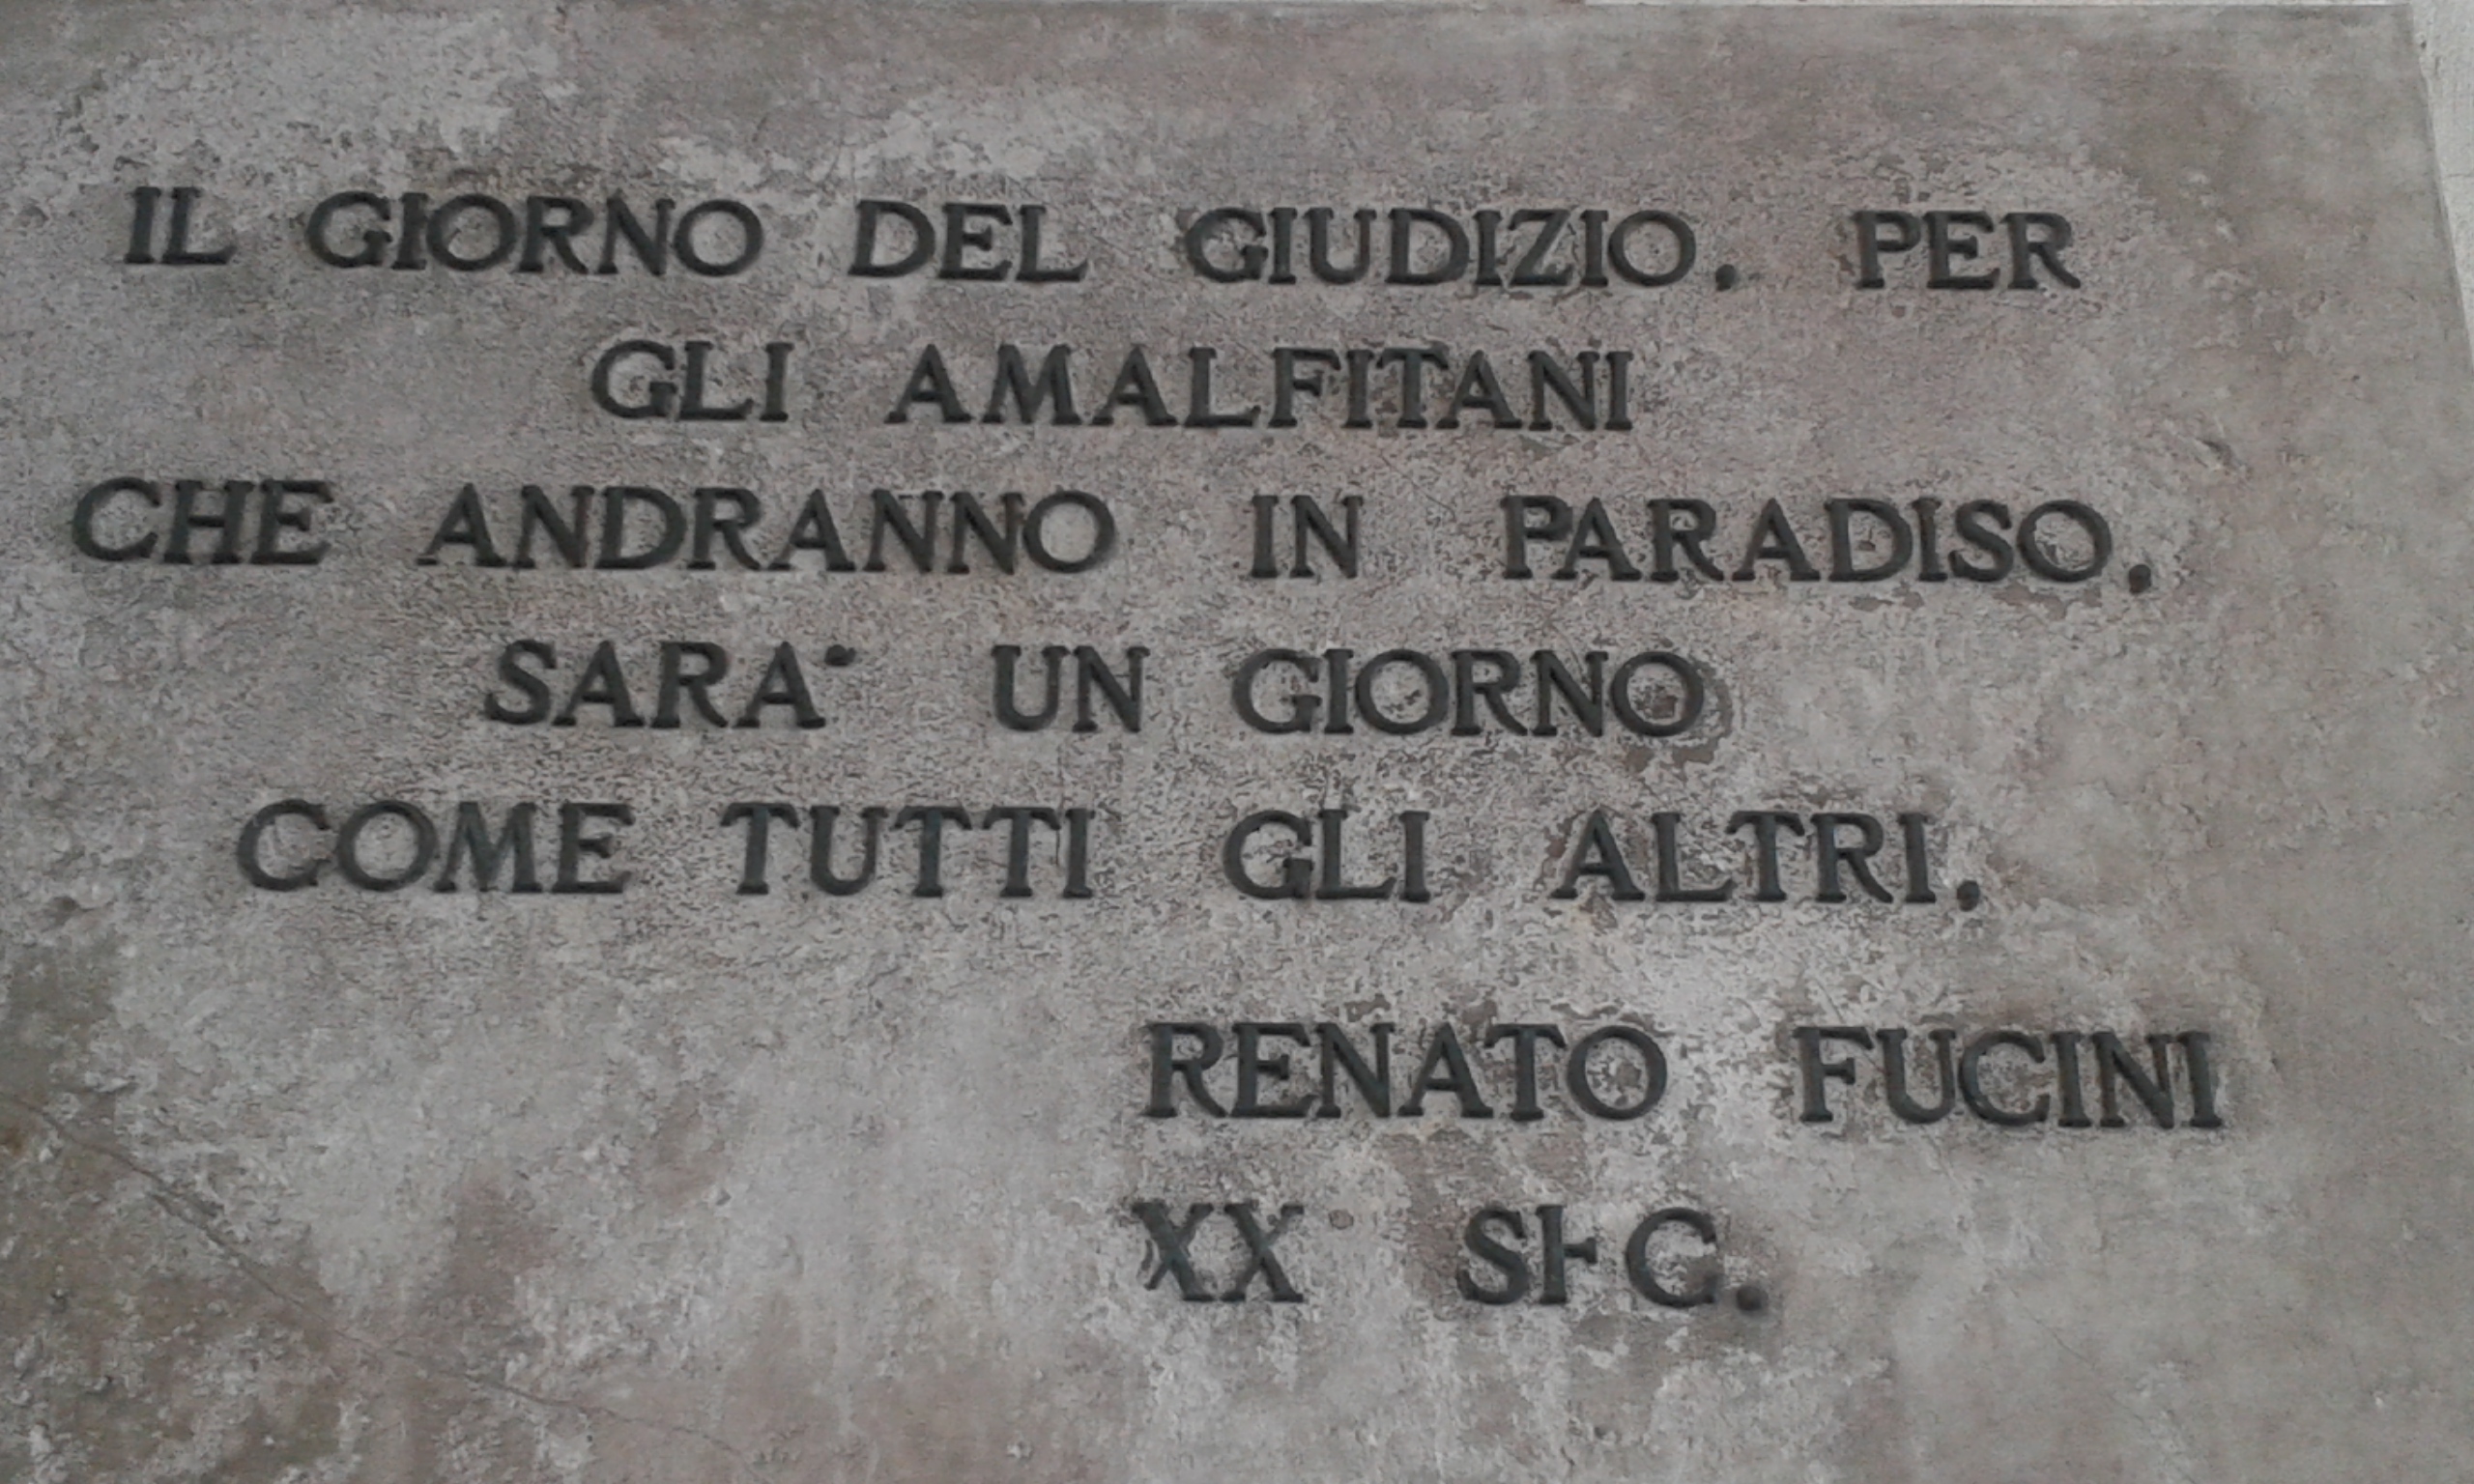 IL GIORNO DEL GIUDIZIO. PER
GLI AMALFITANI
CHE ANDRANNO IN PARADISO.
SARA' UN GIORNO
COME TUTTI GLI ALTRI.
RENATO FUCINI
XX SEC.